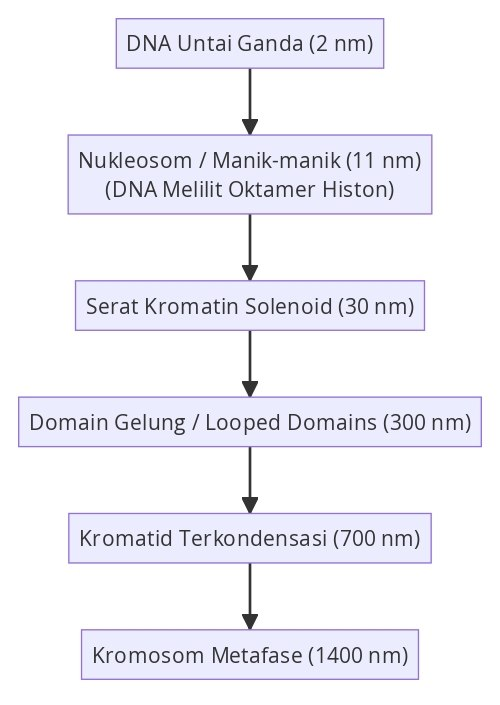 DNA Untai Ganda (2 nm)
Nukleosom / Manik-manik (11 nm)
(DNA Melilit Oktamer Histon)
Serat Kromatin Solenoid (30 nm)
Domain Gelung / Looped Domains (300 nm)
Kromatid Terkondensasi (700 nm)
Kromosom Metafase (1400 nm)